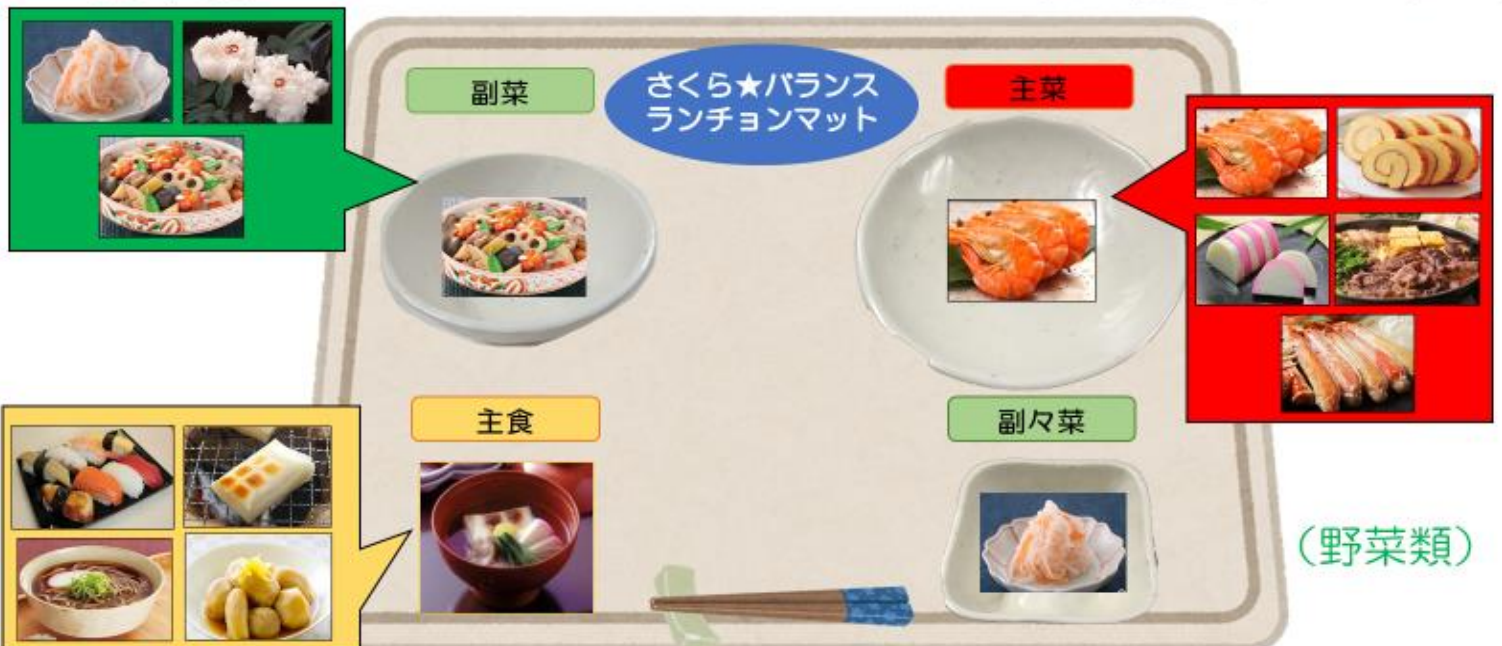 副菜
さくら★バランス
ランチョンマット
主菜
主食
副々菜
(野菜類)